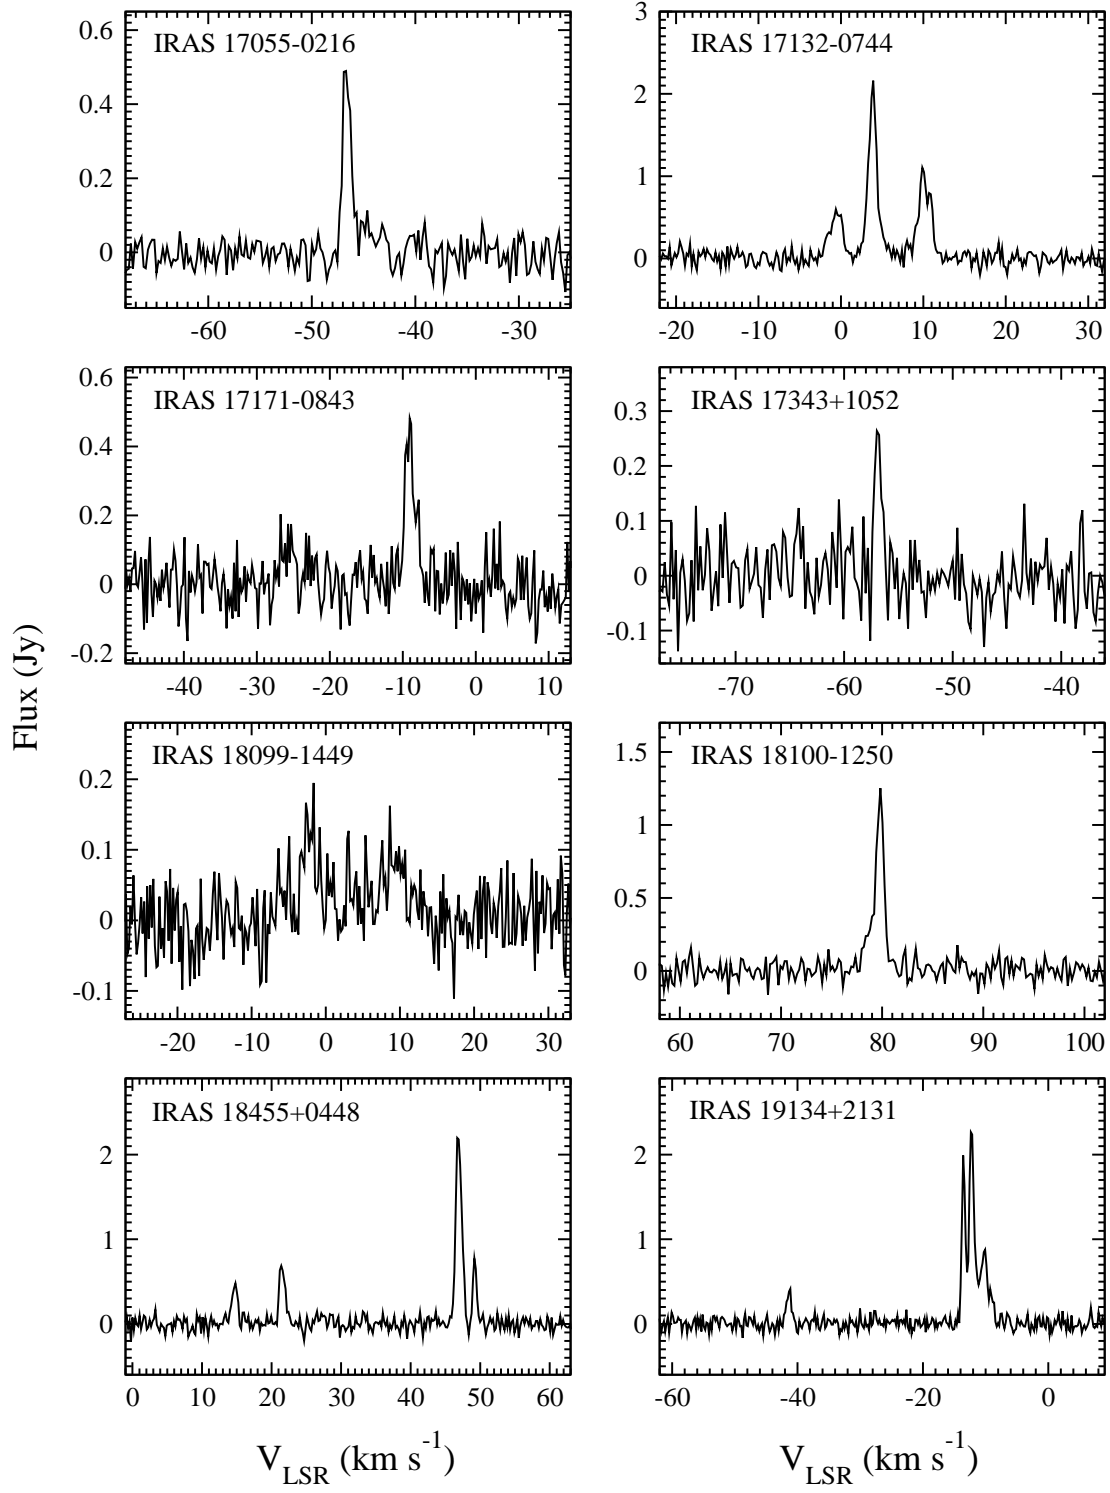 IRAS 17055-0216
0.6
0.4
0.2
0
-60 -50 -40 -30
IRAS 17132-0744
3
2
1
0
-20 -10 0 10 20 30
IRAS 17171-0843
0.6
0.4
0.2
0
-0.2
-40 -30 -20 -10 0 10
IRAS 17343+1052
0.3
0.2
0.1
0
-0.1
-70 -60 -50 -40
Flux (Jy)
IRAS 18099-1449
0.2
0.1
0
-0.1
-20 -10 0 10 20 30
IRAS 18100-1250
1.5
1
0.5
0
60 70 80 90 100
IRAS 18455+0448
2
1
0
0 10 20 30 40 50 60
IRAS 19134+2131
2
1
0
-60 -40 -20 0
V_LSR (km s^-1)
V_LSR (km s^-1)